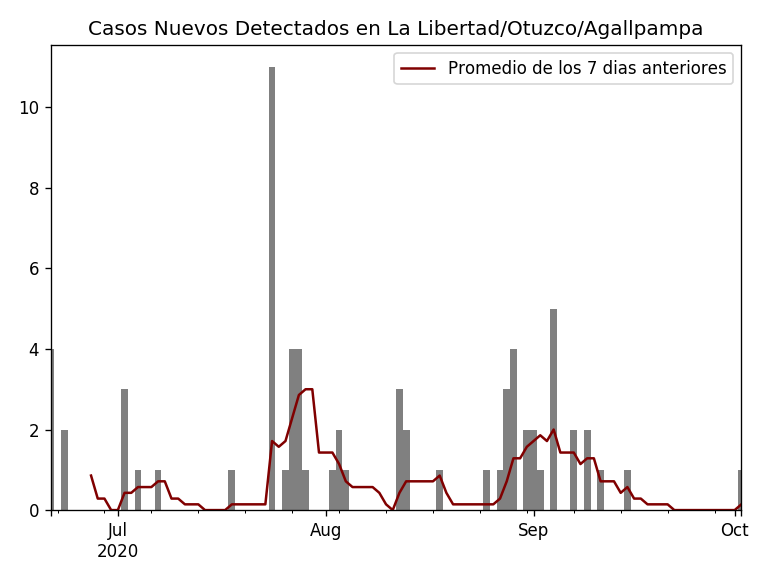 Casos Nuevos Detectados en La Libertad/Otuzco/Agallpampa
Promedio de los 7 dias anteriores
10
8
6
4
2
0
Jul Aug Sep Oct
2020